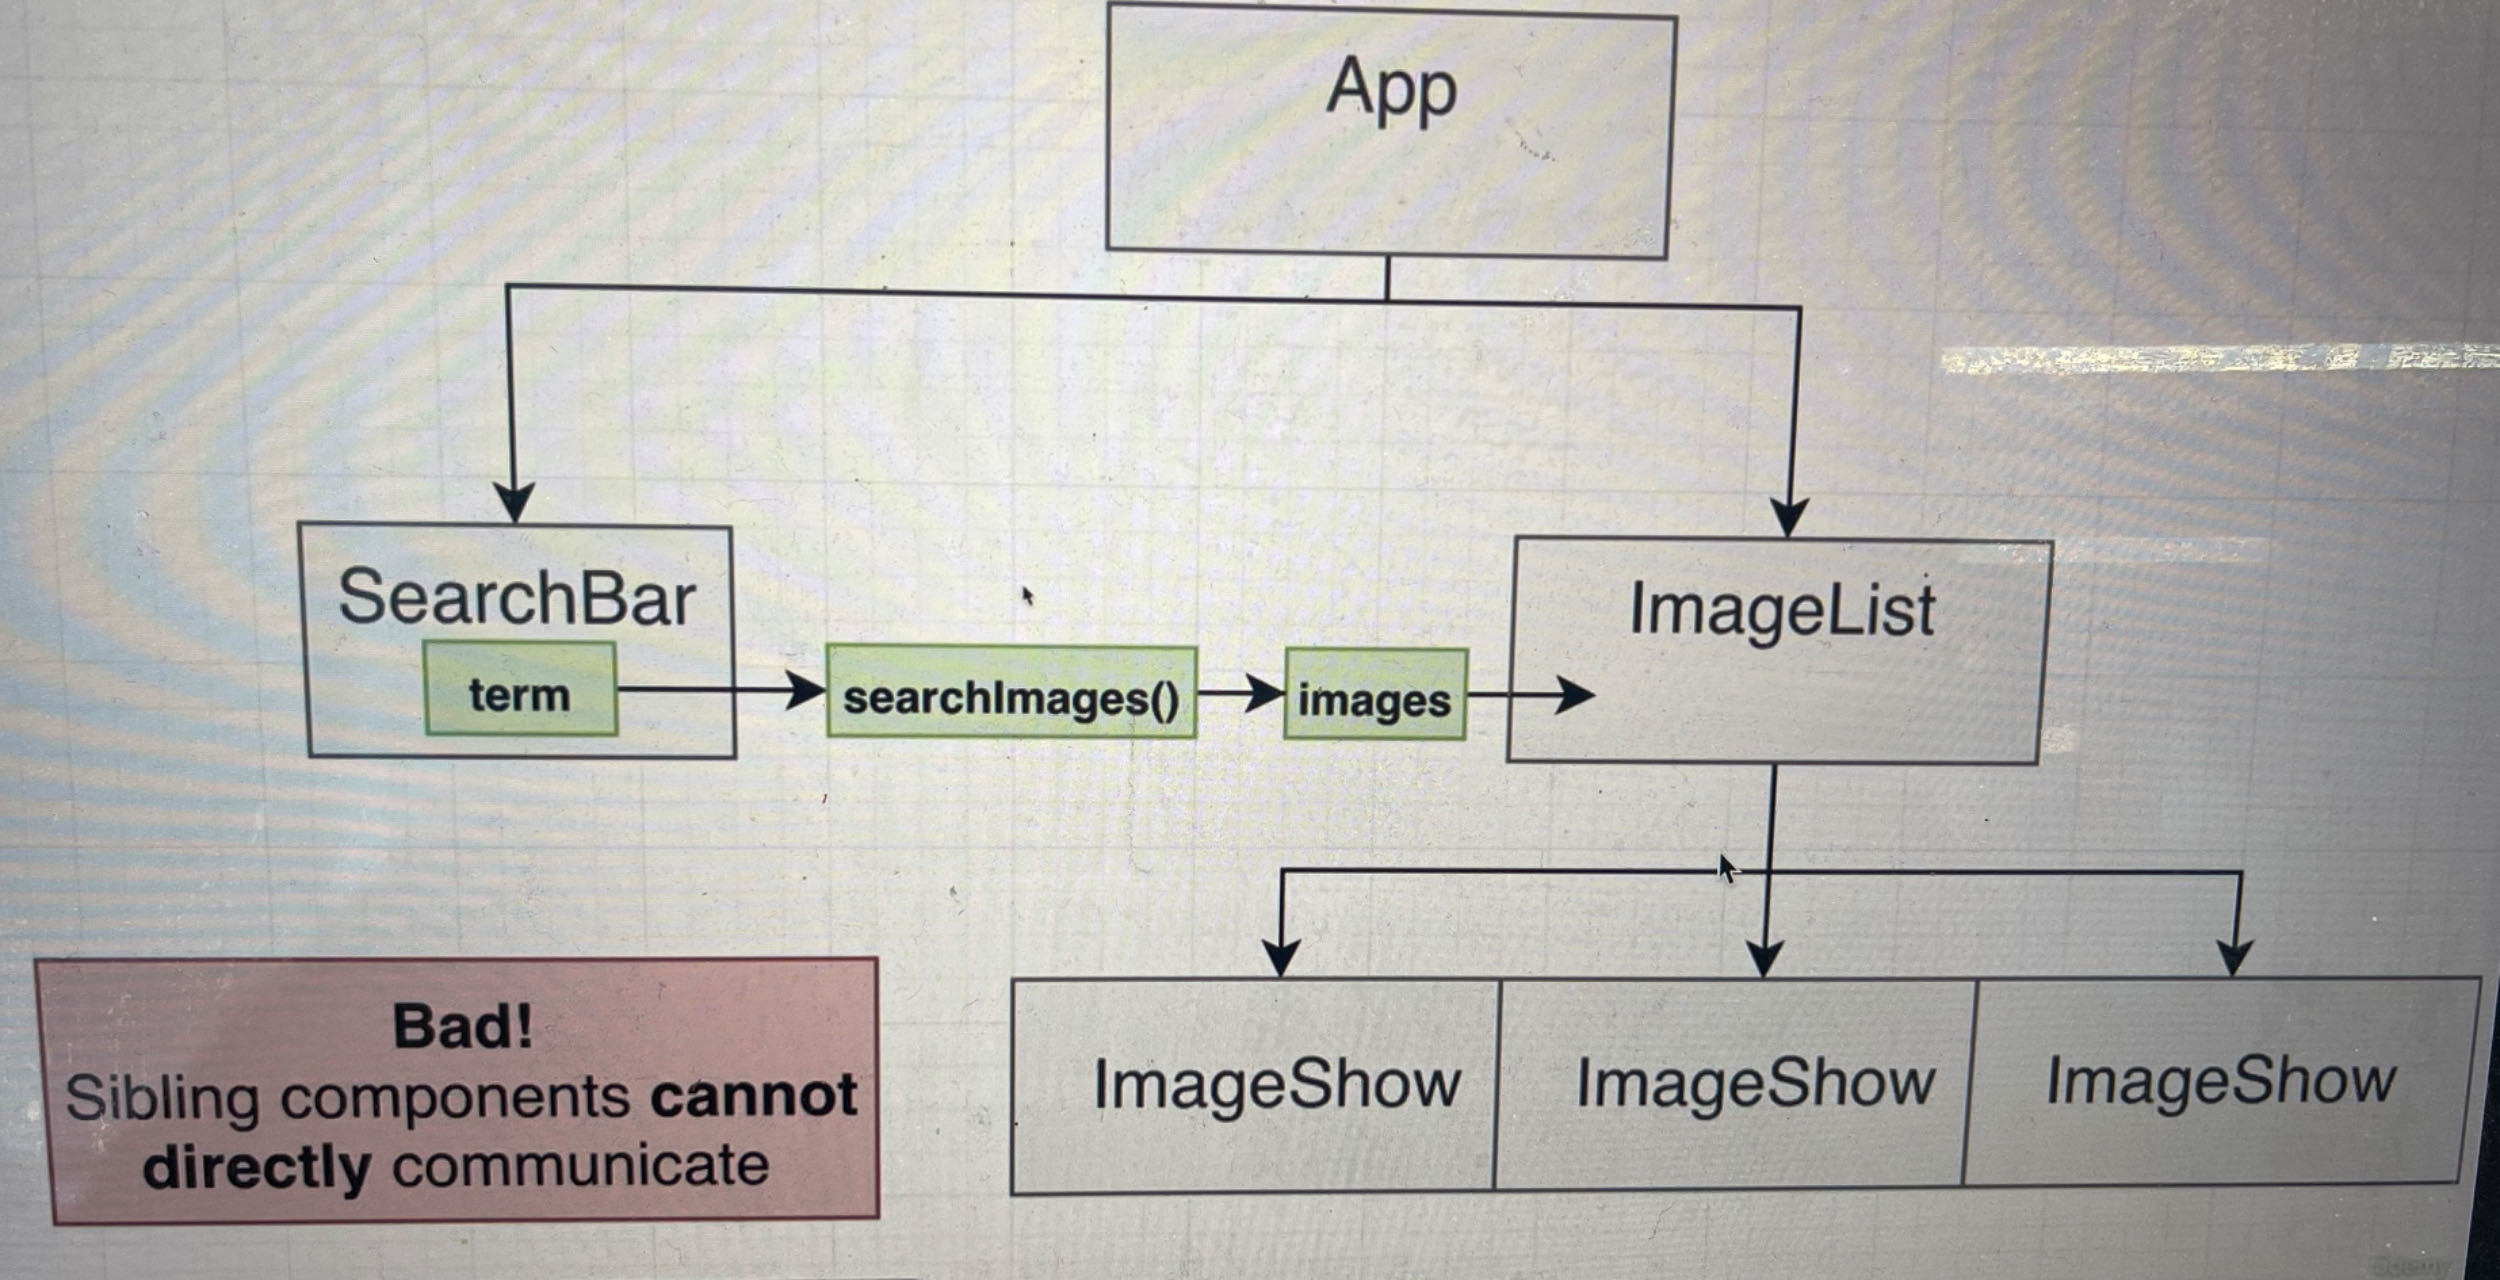 App
SearchBar
ImageList
term
searchImages()
images
Bad!
Sibling components cannot
directly communicate
ImageShow
ImageShow
ImageShow